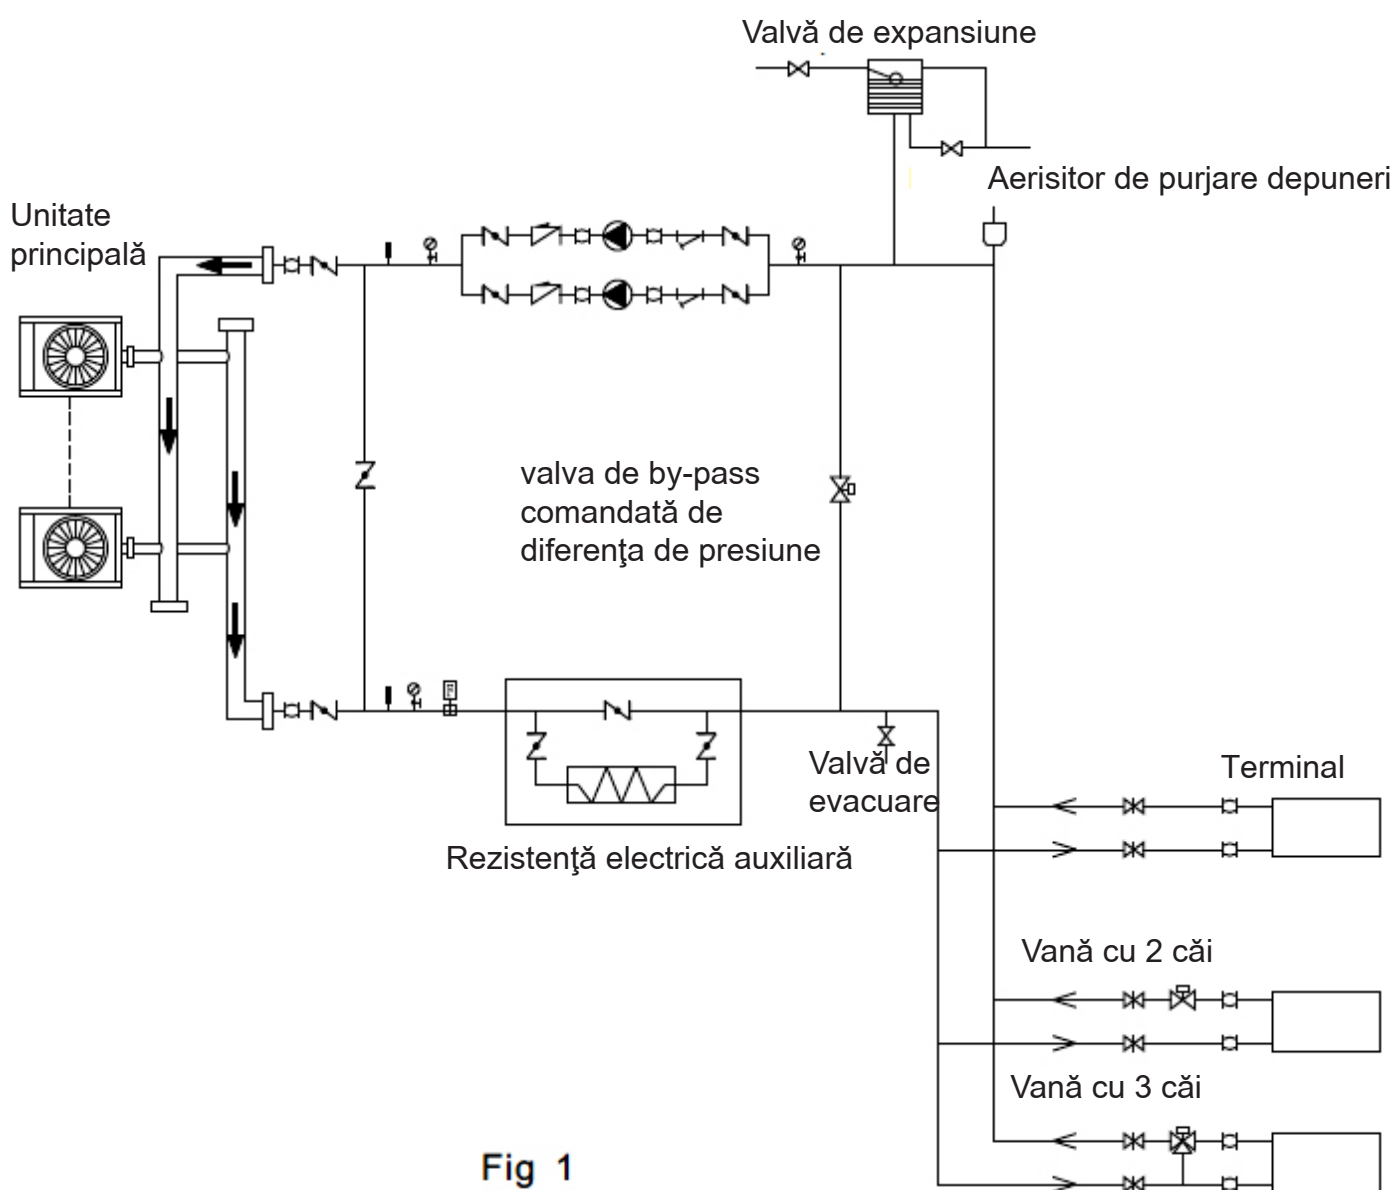 Valvă de expansiune
Aerisitor de purjare depuneri
Unitate
principală
valva de by-pass
comandată de
diferenţa de presiune
Valvă de
evacuare
Terminal
Rezistenţă electrică auxiliară
Vană cu 2 căi
Vană cu 3 căi
Fig 1